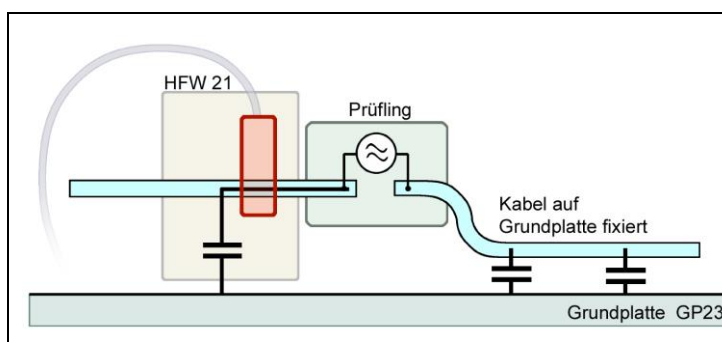 HFW 21
Prüfling
Kabel auf
Grundplatte fixiert
Grundplatte GP23